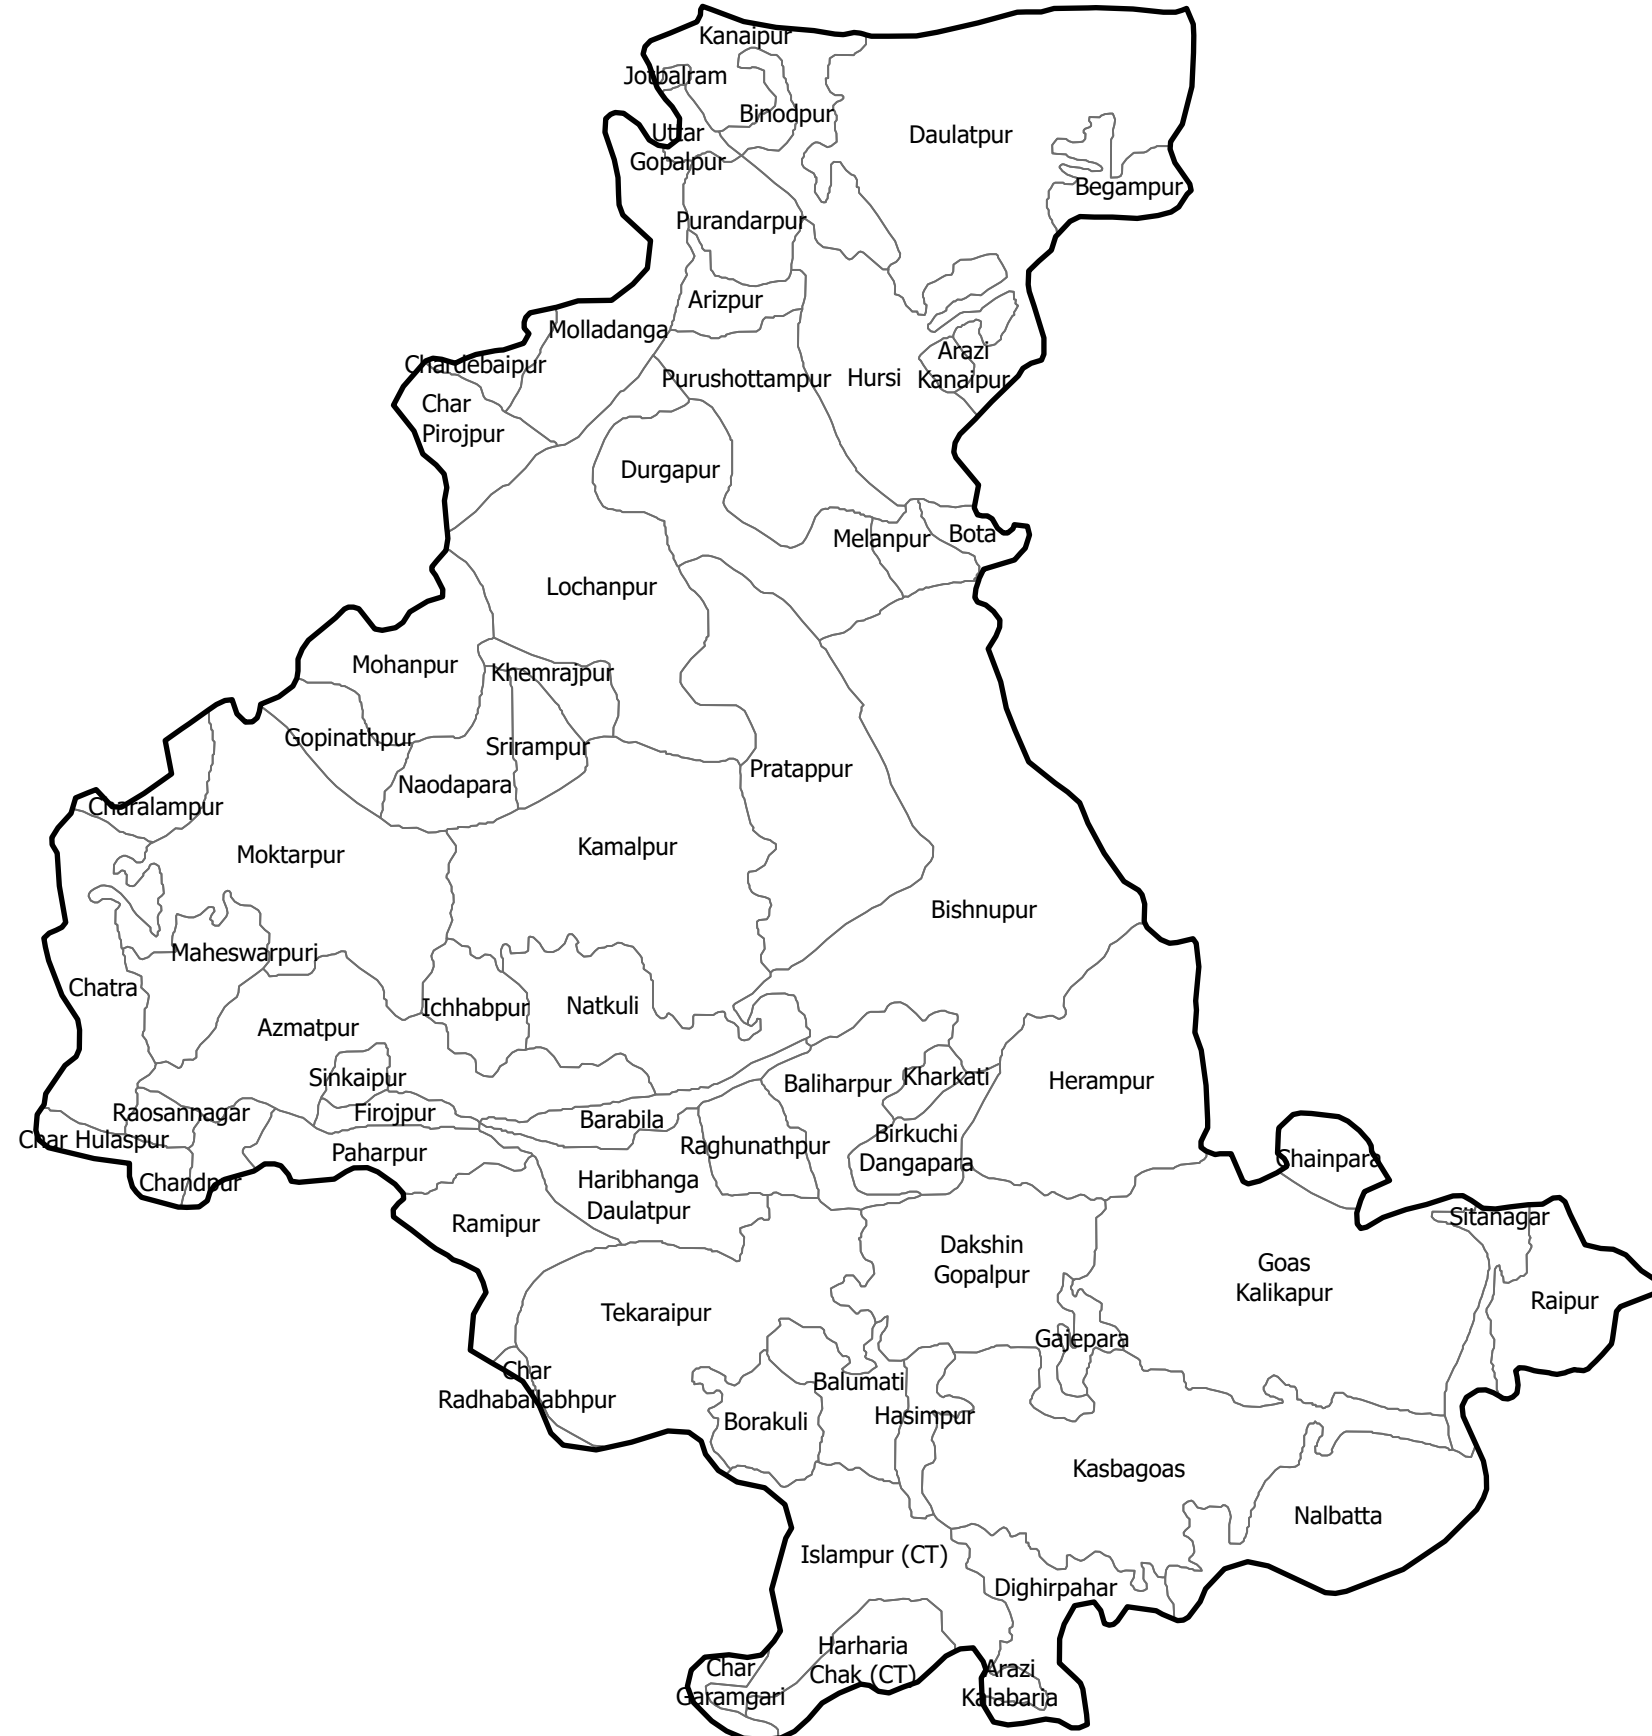 Kanaipur
Jotbalram
Binodpur
Uttar
Gopalpur
Daulatpur
Begampur
Purandarpur
Arizpur
Molladanga
Chardebaipur
Char
Pirojpur
Purushottampur
Hursi
Arazi
Kanaipur
Durgapur
Melanpur
Bota
Lochanpur
Mohanpur
Khemrajpur
Gopinathpur
Srirampur
Naodapara
Pratappur
Charalampur
Moktarpur
Kamalpur
Bishnupur
Maheswarpuri
Chatra
Ichhabpur
Natkuli
Azmatpur
Sinkaipur
Baliharpur
Kharkati
Herampur
Raosannagar
Firojpur
Barabila
Char Hulaspur
Paharpur
Raghunathpur
Birkuchi
Dangapara
Chainpara
Chandpur
Haribhanga
Daulatpur
Ramipur
Sitanagar
Dakshin
Gopalpur
Goas
Kalikapur
Raipur
Tekaraipur
Gajepara
Char
Radhaballabhpur
Balumati
Borakuli
Hasimpur
Kasbagoas
Nalbatta
Islampur (CT)
Dighirpahar
Harharia
Chak (CT)
Char
Garamgari
Arazi
Kalabaria